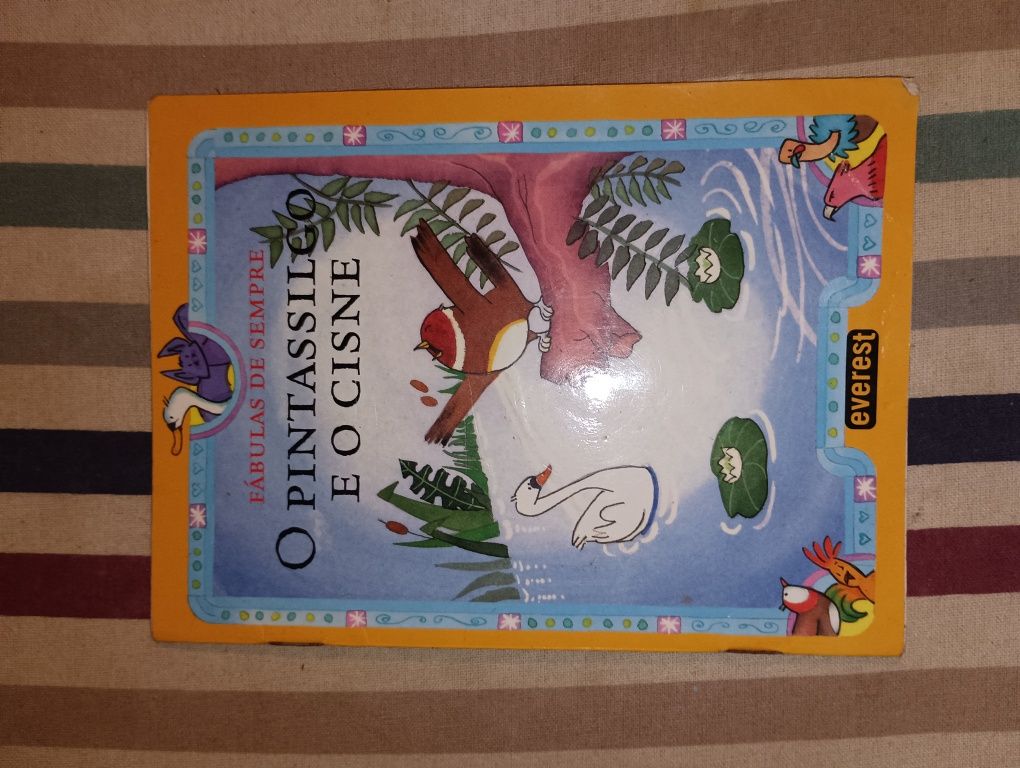 FÁBULAS DE SEMPRE
O PINTASSILGO
E O CISNE
everest